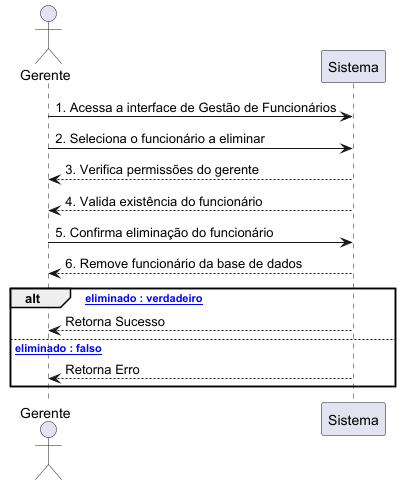 Gerente
Sistema
1. Acessa a interface de Gestão de Funcionários
2. Seleciona o funcionário a eliminar
3. Verifica permissões do gerente
4. Valida existência do funcionário
5. Confirma eliminação do funcionário
6. Remove funcionário da base de dados
alt eliminado : verdadeiro
Retorna Sucesso
eliminado : falso
Retorna Erro
Gerente
Sistema